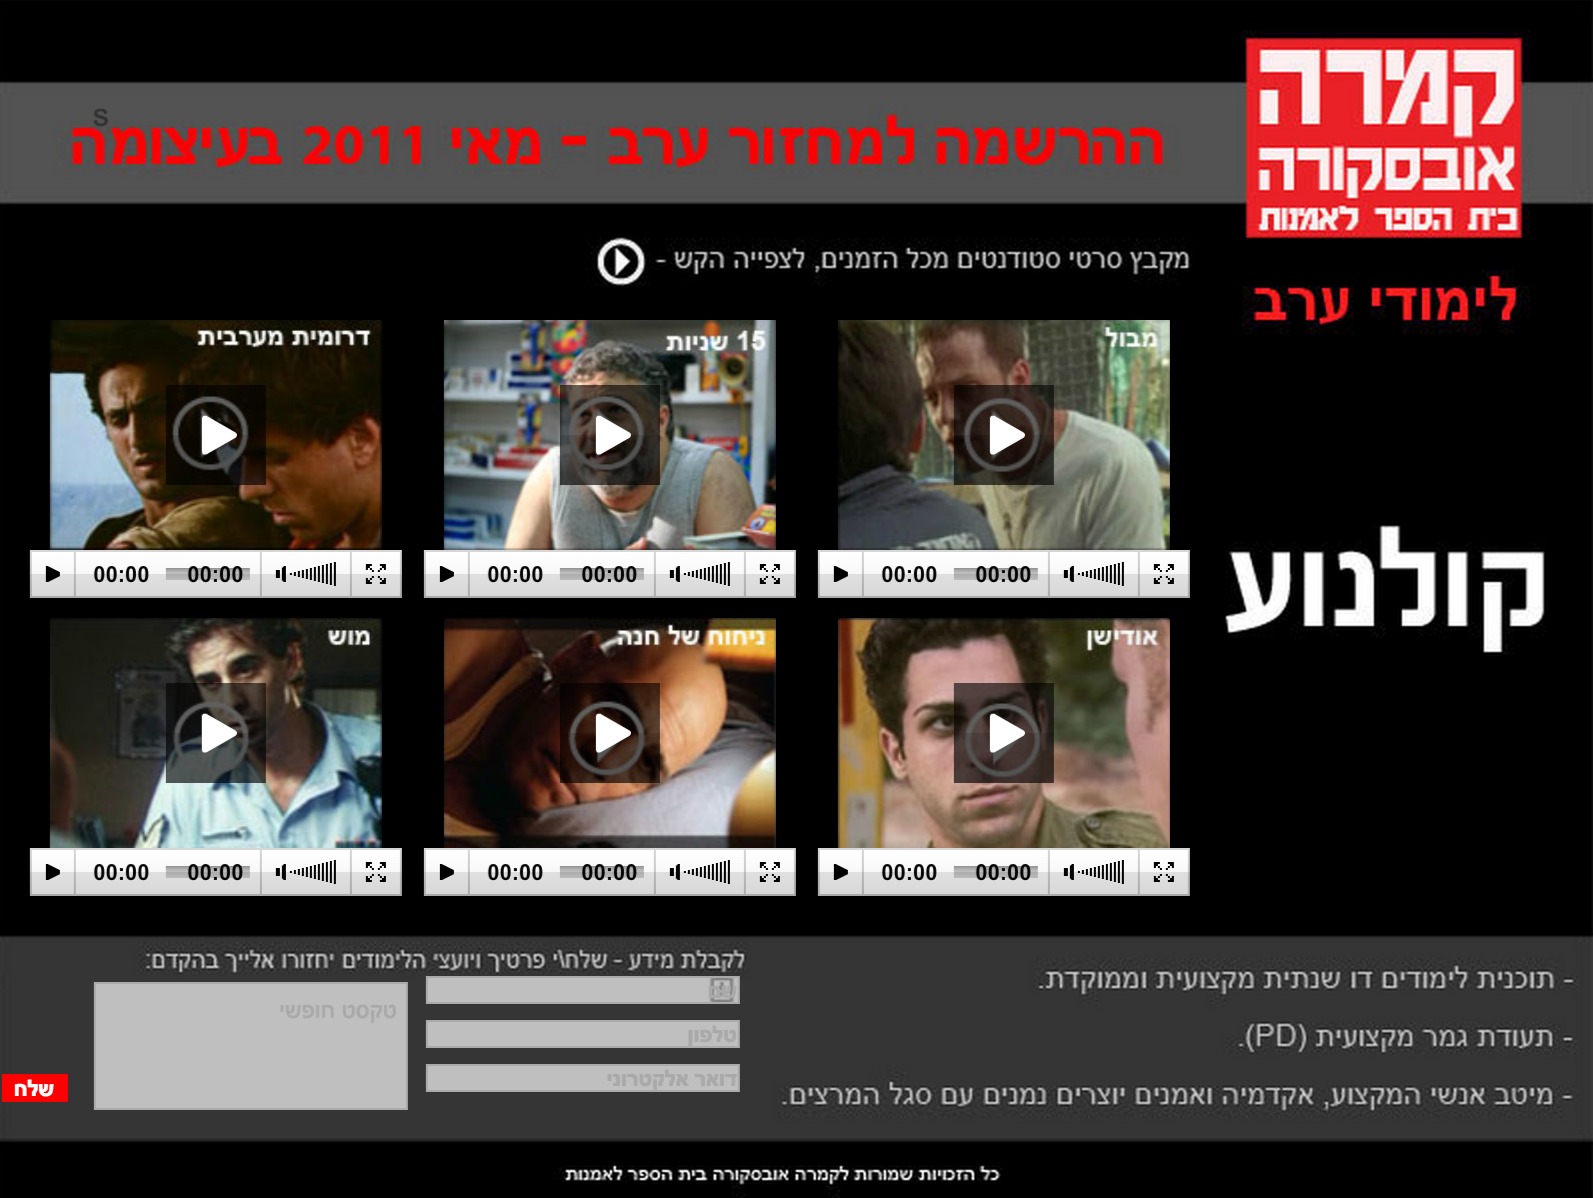 קמרה
אובסקורה
בית הספר לאמנות
s
ההרשמה למחזור ערב - מאי 2011 בעיצומה
לימודי ערב
מקבץ סרטי סטודנטים מכל הזמנים, לצפייה הקש -
מבול
15 שניות
דרומית מערבית
00:00 00:00
00:00 00:00
00:00 00:00
קולנוע
אודישן
ניחוח של חנה
מוש
00:00 00:00
00:00 00:00
00:00 00:00
- תוכנית לימודים דו שנתית מקצועית וממוקדת.
- תעודת גמר מקצועית (PD).
- מיטב אנשי המקצוע, אקדמיה ואמנים יוצרים נמנים עם סגל המרצים.
לקבלת מידע - שלח\י פרטיך ויועצי הלימודים יחזורו אלייך בהקדם:
טלפון
דואר אלקטרוני
טקסט חופשי
שלח
כל הזכויות שמורות לקמרה אובסקורה בית הספר לאמנות